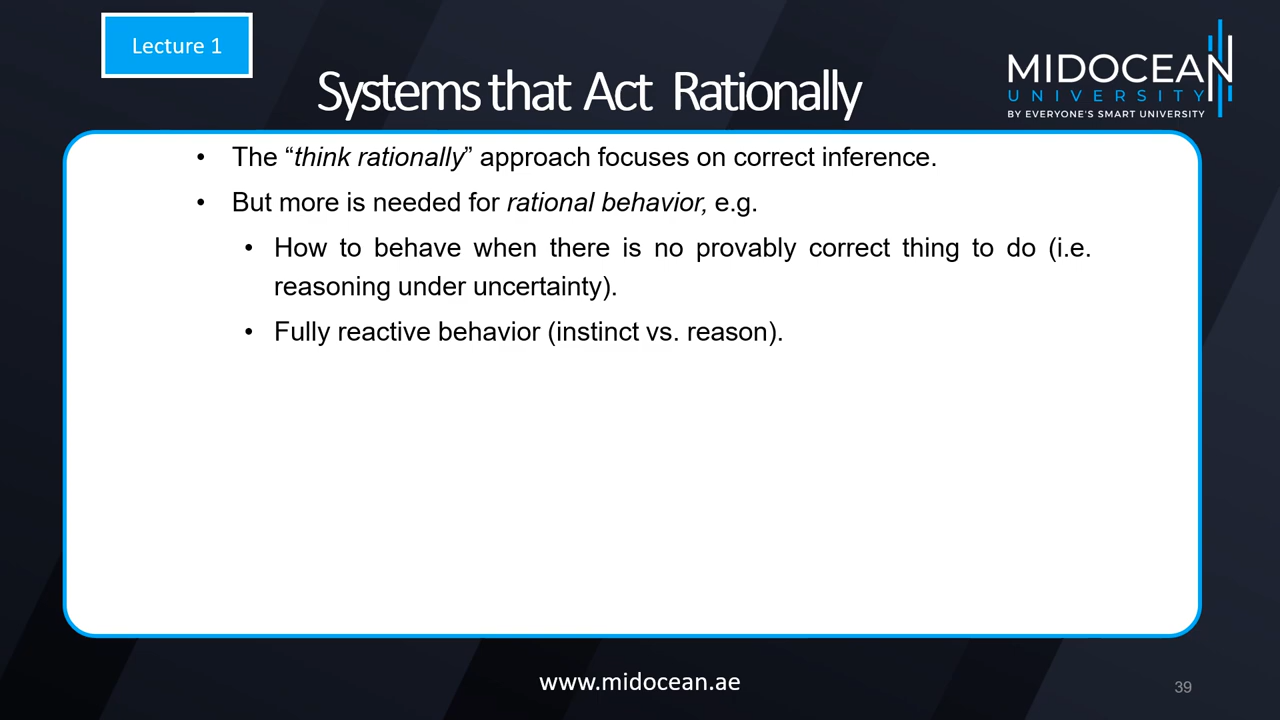 Lecture 1
Systems that Act Rationally
MIDOCEAN
UNIVERSITY
BY EVERYONE'S SMART UNIVERSITY
• The “think rationally” approach focuses on correct inference.
• But more is needed for rational behavior, e.g.
• How to behave when there is no provably correct thing to do (i.e.
reasoning under uncertainty).
• Fully reactive behavior (instinct vs. reason).
www.midocean.ae
39